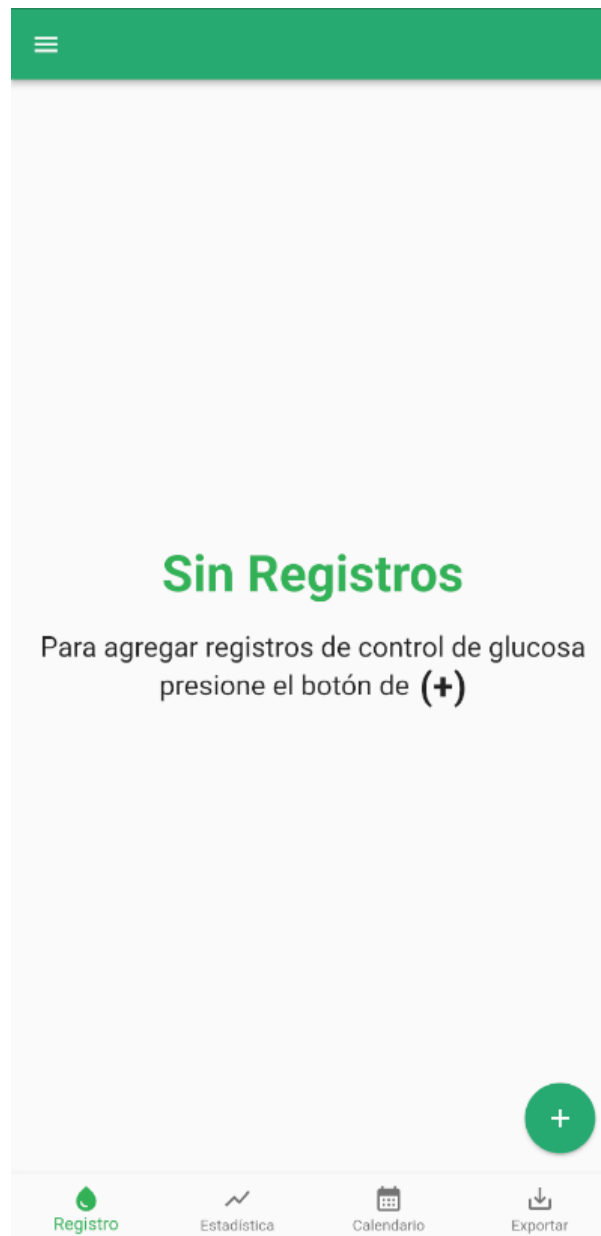 Sin Registros
Para agregar registros de control de glucosa
presione el botón de (+)
+
Registro
Estadística
Calendario
Exportar